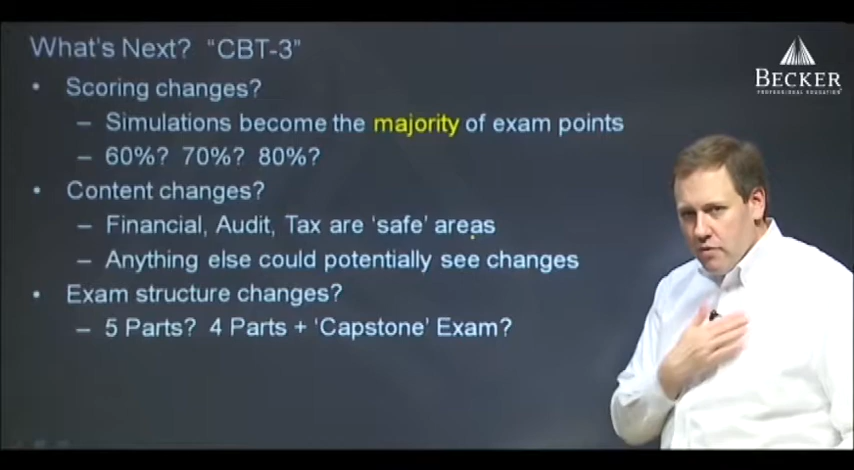 What's Next? "CBT-3"
• Scoring changes?
– Simulations become the majority of exam points
– 60%? 70%? 80%?
• Content changes?
– Financial, Audit, Tax are 'safe' areas
– Anything else could potentially see changes
• Exam structure changes?
– 5 Parts? 4 Parts + 'Capstone' Exam?
BECKER
PROFESSIONAL EDUCATION